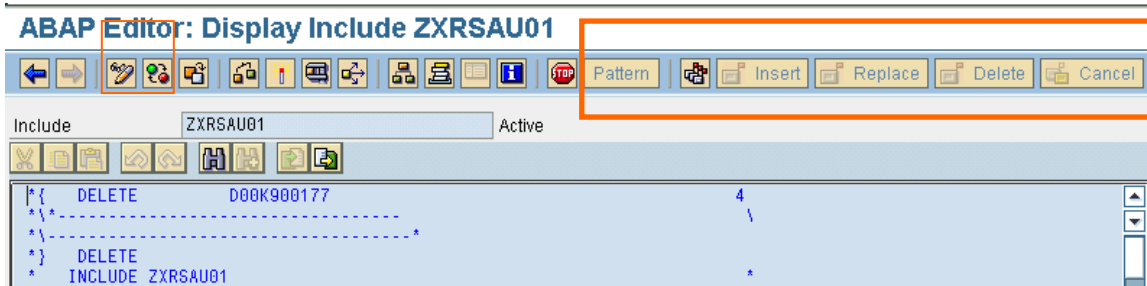 ABAP Editor: Display Include ZXRSAU01
STOP Pattern Insert Replace Delete Cancel
Include ZXRSAU01 Active
*{ DELETE D00K900177 4
*\*---------------------------------- \
*\------------------------------------*
*} DELETE
* INCLUDE ZXRSAU01 *